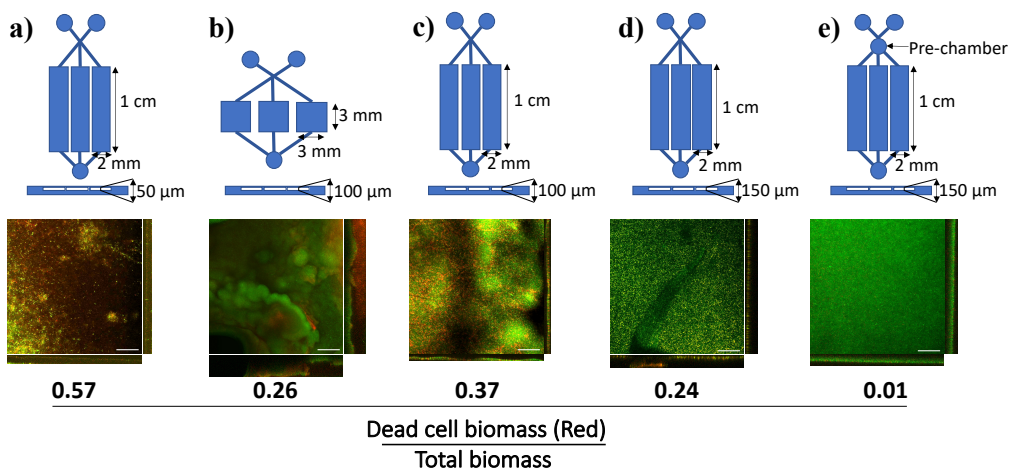 a)
b)
c)
d)
e)
Pre-chamber
1 cm
3 mm
1 cm
1 cm
1 cm
2 mm
3 mm
2 mm
2 mm
2 mm
50 μm
100 μm
100 μm
150 μm
150 μm
0.57
0.26
0.37
0.24
0.01
Dead cell biomass (Red)
Total biomass